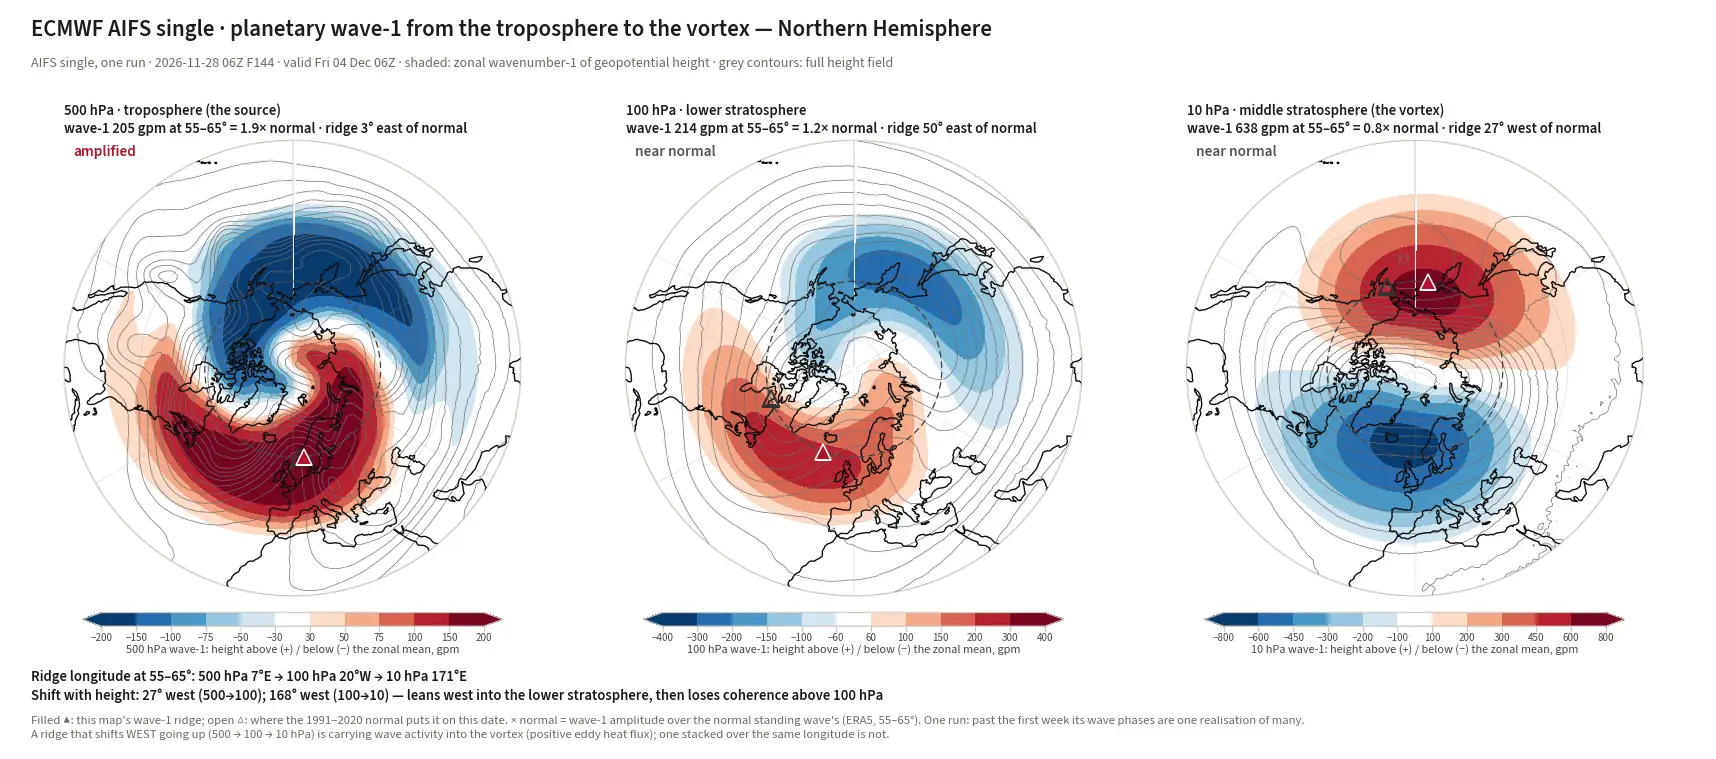 ECMWF AIFS single · planetary wave-1 from the troposphere to the vortex — Northern Hemisphere
AIFS single, one run · 2026-11-28 06Z F144 · valid Fri 04 Dec 06Z · shaded: zonal wavenumber-1 of geopotential height · grey contours: full height field
500 hPa · troposphere (the source)
wave-1 205 gpm at 55–65° = 1.9× normal · ridge 3° east of normal
amplified
100 hPa · lower stratosphere
wave-1 214 gpm at 55–65° = 1.2× normal · ridge 50° east of normal
near normal
10 hPa · middle stratosphere (the vortex)
wave-1 638 gpm at 55–65° = 0.8× normal · ridge 27° west of normal
near normal
−200 −150 −100 −75 −50 −30 30 50 75 100 150 200
500 hPa wave-1: height above (+) / below (−) the zonal mean, gpm
−400 −300 −200 −150 −100 −60 60 100 150 200 300 400
100 hPa wave-1: height above (+) / below (−) the zonal mean, gpm
−800 −600 −450 −300 −200 −100 100 200 300 450 600 800
10 hPa wave-1: height above (+) / below (−) the zonal mean, gpm
Ridge longitude at 55–65°: 500 hPa 7°E → 100 hPa 20°W → 10 hPa 171°E
Shift with height: 27° west (500→100); 168° west (100→10) — leans west into the lower stratosphere, then loses coherence above 100 hPa
Filled ▲: this map's wave-1 ridge; open △: where the 1991–2020 normal puts it on this date. × normal = wave-1 amplitude over the normal standing wave's (ERA5, 55–65°). One run: past the first week its wave phases are one realisation of many.
A ridge that shifts WEST going up (500 → 100 → 10 hPa) is carrying wave activity into the vortex (positive eddy heat flux); one stacked over the same longitude is not.